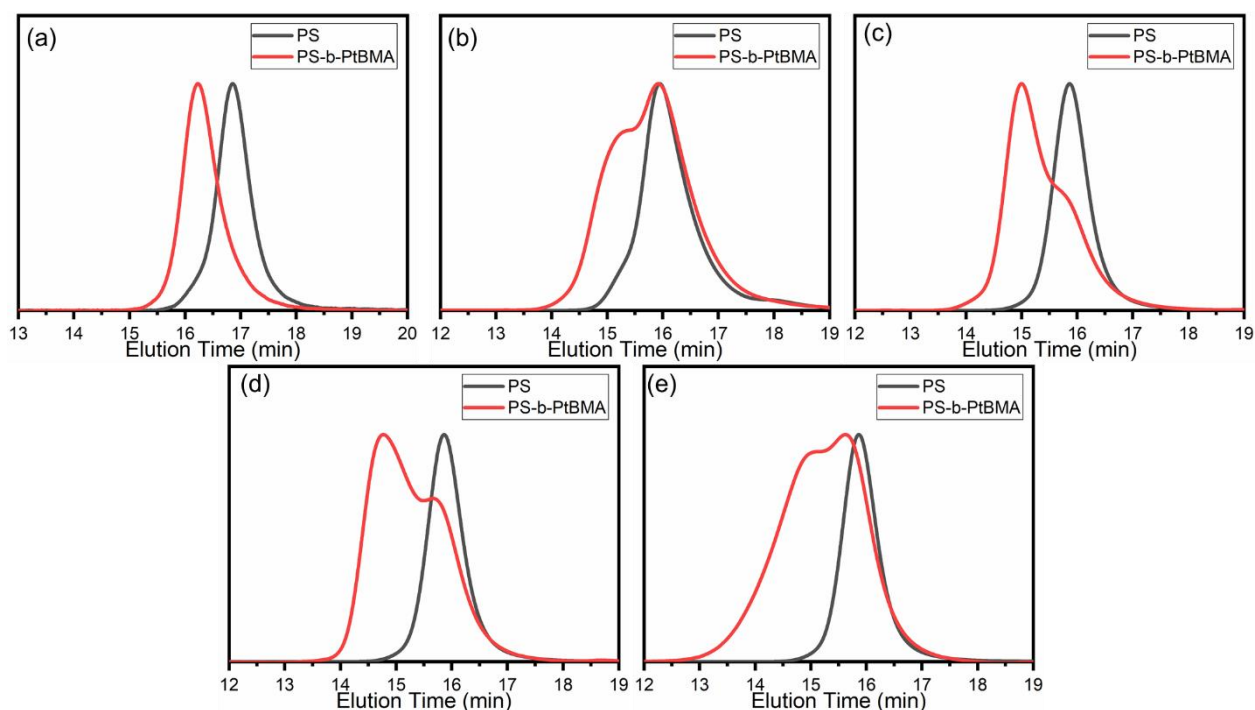 (a)
PS
PS-b-PtBMA
13 14 15 16 17 18 19 20
Elution Time (min)
(b)
PS
PS-b-PtBMA
12 13 14 15 16 17 18 19
Elution Time (min)
(c)
PS
PS-b-PtBMA
12 13 14 15 16 17 18 19
Elution Time (min)
(d)
PS
PS-b-PtBMA
12 13 14 15 16 17 18 19
Elution Time (min)
(e)
PS
PS-b-PtBMA
12 13 14 15 16 17 18 19
Elution Time (min)